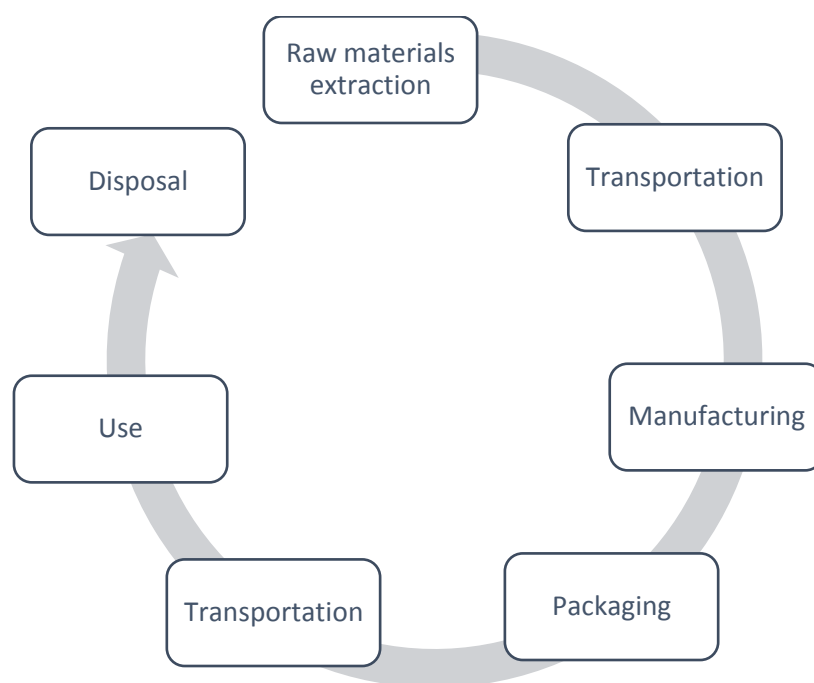 Raw materials
extraction
Transportation
Manufacturing
Packaging
Transportation
Use
Disposal